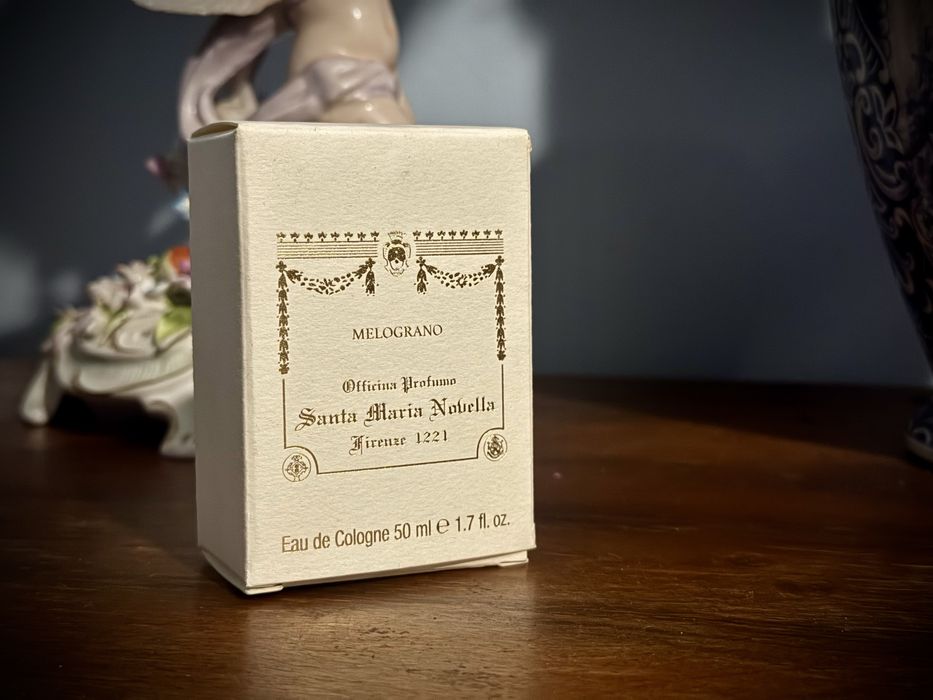 MELOGRANO
Officina Profumo
Santa Maria Novella
Firenze 1221
Eau de Cologne 50 ml ℮ 1.7 fl. oz.